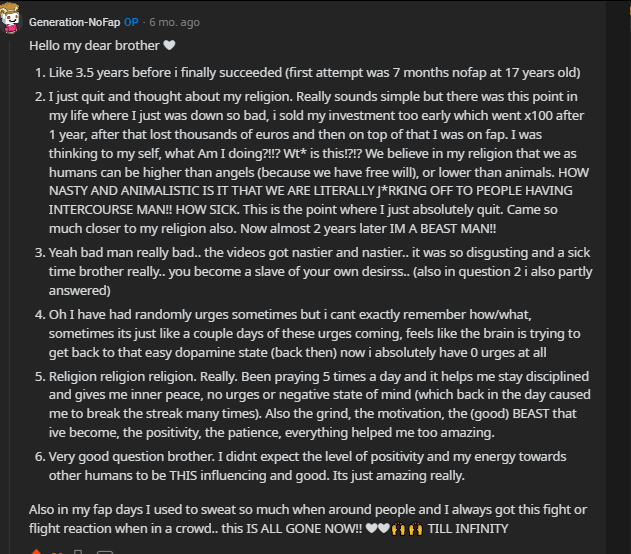 Generation-NoFap OP · 6 mo. ago
Hello my dear brother 🤍
1. Like 3.5 years before i finally succeeded (first attempt was 7 months nofap at 17 years old)
2. I just quit and thought about my religion. Really sounds simple but there was this point in
my life where I just was down so bad, i sold my investment too early which went x100 after
1 year, after that lost thousands of euros and then on top of that I was on fap. I was
thinking to my self, what Am I doing?!!? Wt* is this!?!? We believe in my religion that we as
humans can be higher than angels (because we have free will), or lower than animals. HOW
NASTY AND ANIMALISTIC IS IT THAT WE ARE LITERALLY J*RKING OFF TO PEOPLE HAVING
INTERCOURSE MAN!! HOW SICK. This is the point where I just absolutely quit. Came so
much closer to my religion also. Now almost 2 years later IM A BEAST MAN!!
3. Yeah bad man really bad.. the videos got nastier and nastier.. it was so disgusting and a sick
time brother really.. you become a slave of your own desirss.. (also in question 2 i also partly
answered)
4. Oh I have had randomly urges sometimes but i cant exactly remember how/what,
sometimes its just like a couple days of these urges coming, feels like the brain is trying to
get back to that easy dopamine state (back then) now i absolutely have 0 urges at all
5. Religion religion religion. Really. Been praying 5 times a day and it helps me stay disciplined
and gives me inner peace, no urges or negative state of mind (which back in the day caused
me to break the streak many times). Also the grind, the motivation, the (good) BEAST that
ive become, the positivity, the patience, everything helped me too amazing.
6. Very good question brother. I didnt expect the level of positivity and my energy towards
other humans to be THIS influencing and good. Its just amazing really.
Also in my fap days I used to sweat so much when around people and I always got this fight or
flight reaction when in a crowd.. this IS ALL GONE NOW!! 🤍🤍🙌🙌 TILL INFINITY